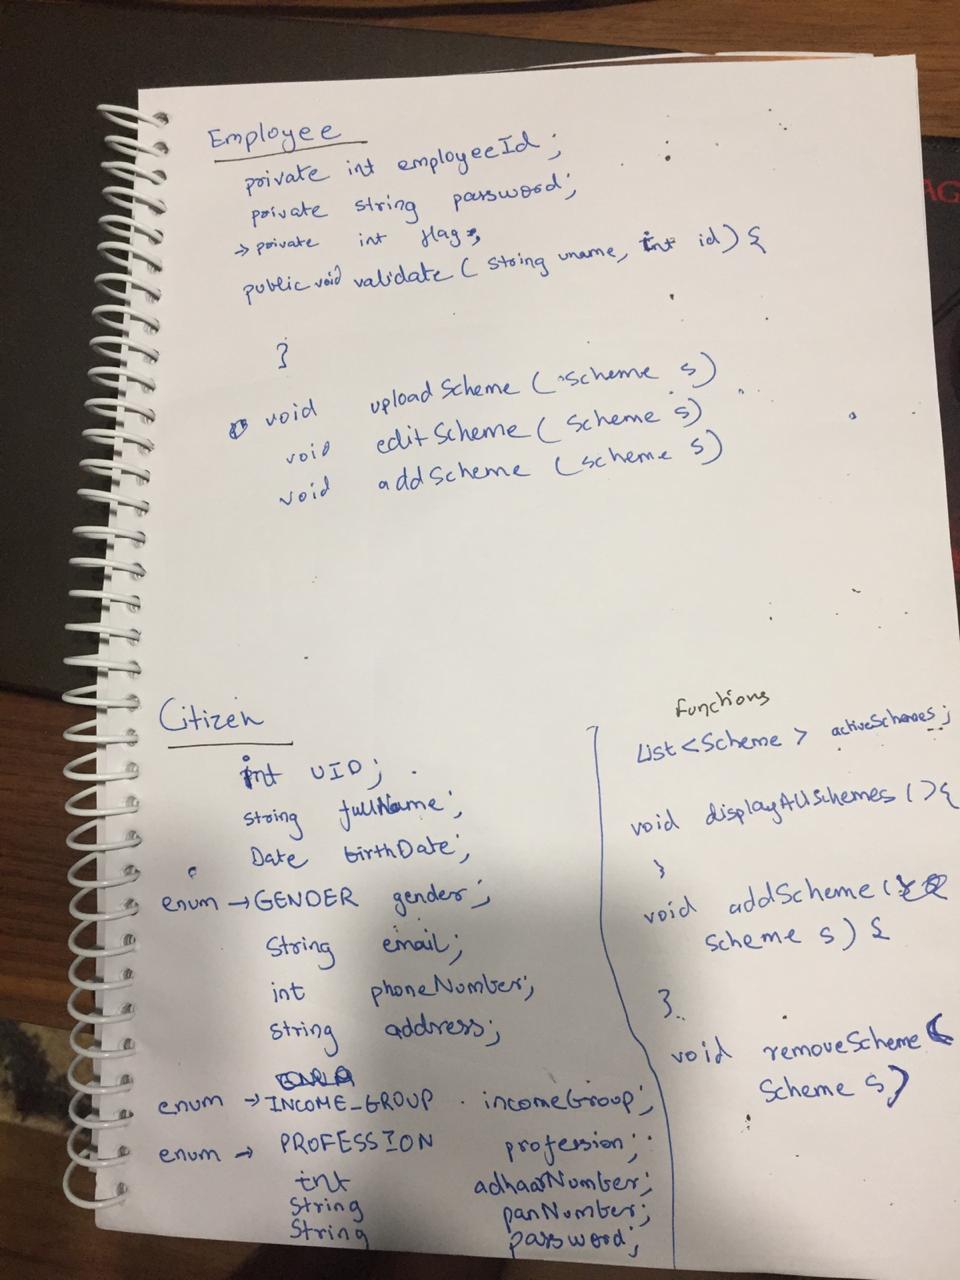 Employee
private int employeeId;
private string password;
→ private int flag;
public void validate (String uname, int id) {
}
void uploadScheme (Scheme s)
void editScheme (Scheme s)
void addScheme (Scheme s)
Citizen
int UID;
String fullName;
Date birthDate;
enum → GENDER gender;
String email;
int phoneNumber;
String address;
enum → INCOME_GROUP incomeGroup;
enum → PROFESSION profession;
int adhaarNumber;
String panNumber;
String password;
Functions
List <Scheme> activeSchemes;
void displayAllSchemes () {
}
void addScheme (
Scheme s) {
}
void removeScheme (
Scheme s)
AG